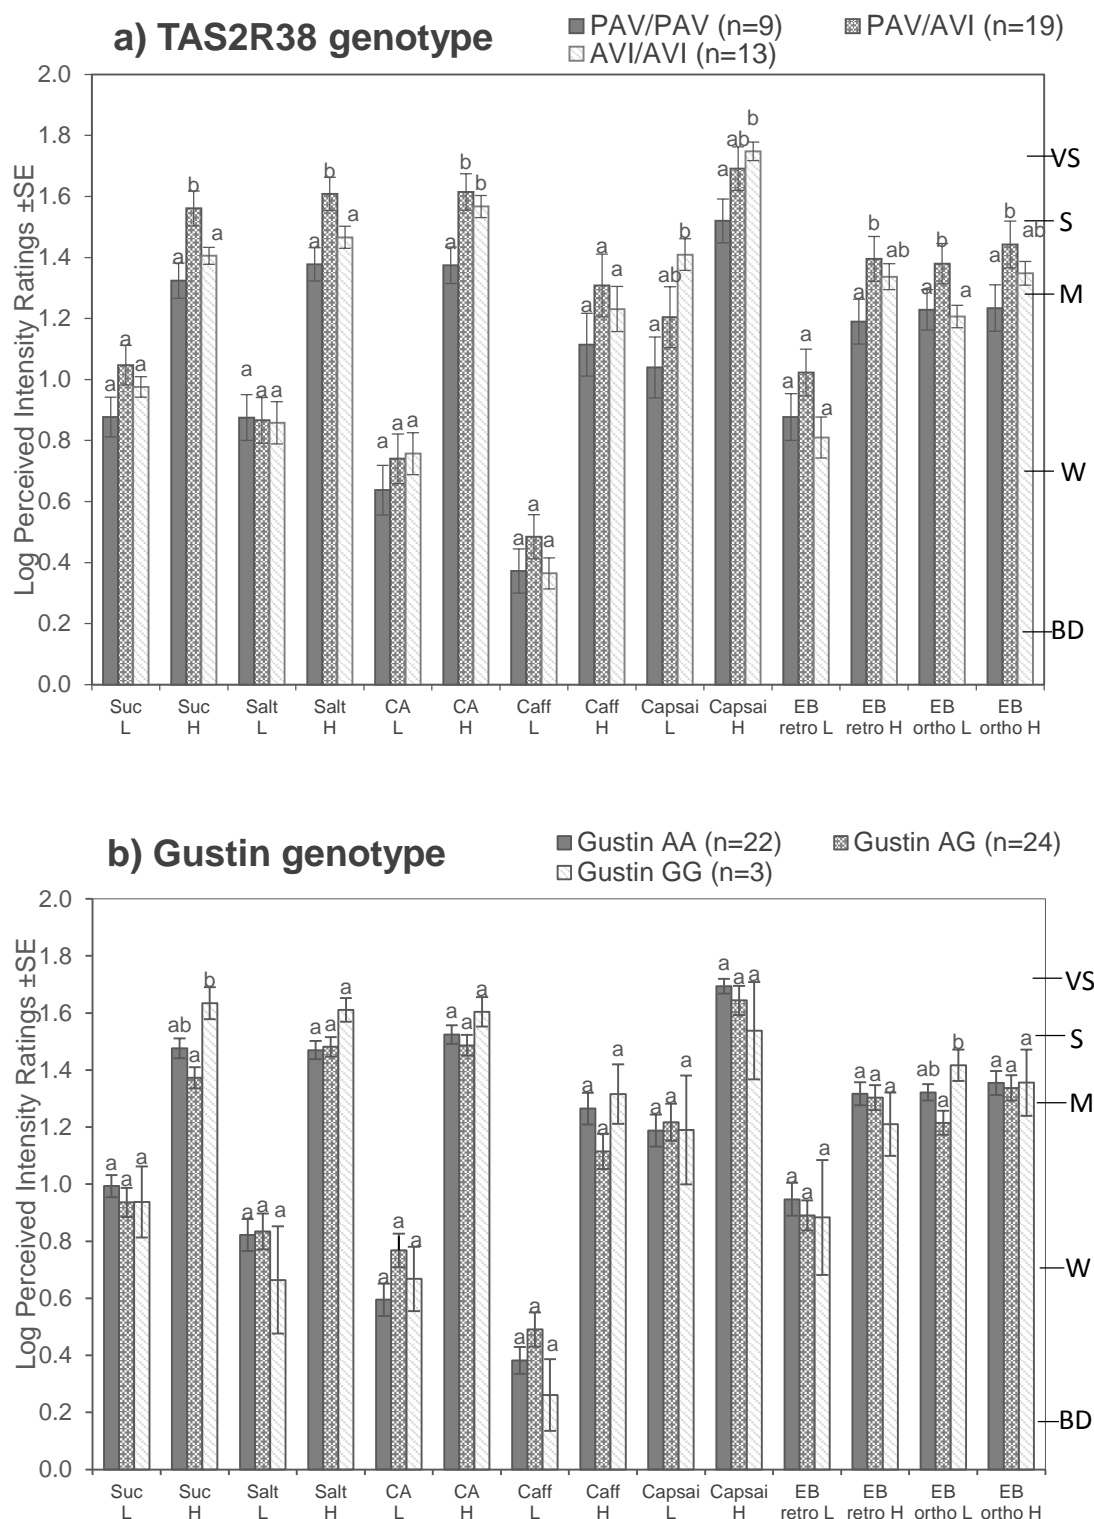 a) TAS2R38 genotype
PAV/PAV (n=9) PAV/AVI (n=19)
AVI/AVI (n=13)
Log Perceived Intensity Ratings ±SE
2.0
1.8
1.6
1.4
1.2
1.0
0.8
0.6
0.4
0.2
0.0
a a a a b a a a a a b a a a a a b b a a a a a a a ab b a ab b a a a a b ab a b a a b ab
VS
S
M
W
BD
Suc Suc Salt Salt CA CA Caff Caff Capsai Capsai EB EB EB EB
L H L H L H L H L H retro L retro H ortho L ortho H
b) Gustin genotype
Gustin AA (n=22) Gustin AG (n=24)
Gustin GG (n=3)
Log Perceived Intensity Ratings ±SE
2.0
1.8
1.6
1.4
1.2
1.0
0.8
0.6
0.4
0.2
0.0
a a a ab a b a a a a a a a a a a a a a a a a a a a a a a a a a a a a a a ab a b a a a
VS
S
M
W
BD
Suc Suc Salt Salt CA CA Caff Caff Capsai Capsai EB EB EB EB
L H L H L H L H L H retro L retro H ortho L ortho H